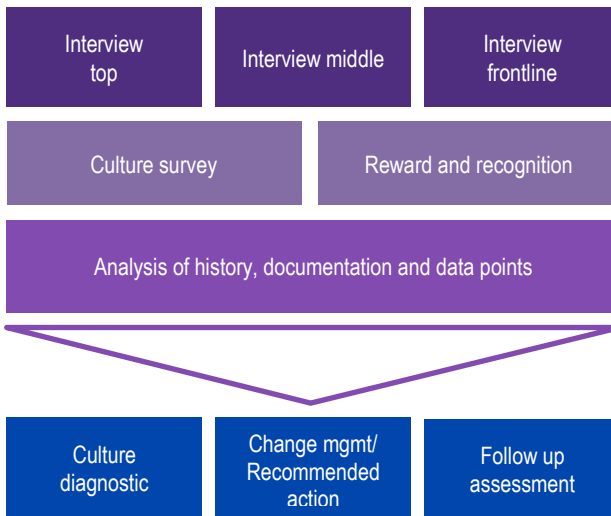 Interview
top
Interview middle
Interview
frontline
Culture survey
Reward and recognition
Analysis of history, documentation and data points
Culture
diagnostic
Change mgmt/
Recommended
action
Follow up
assessment